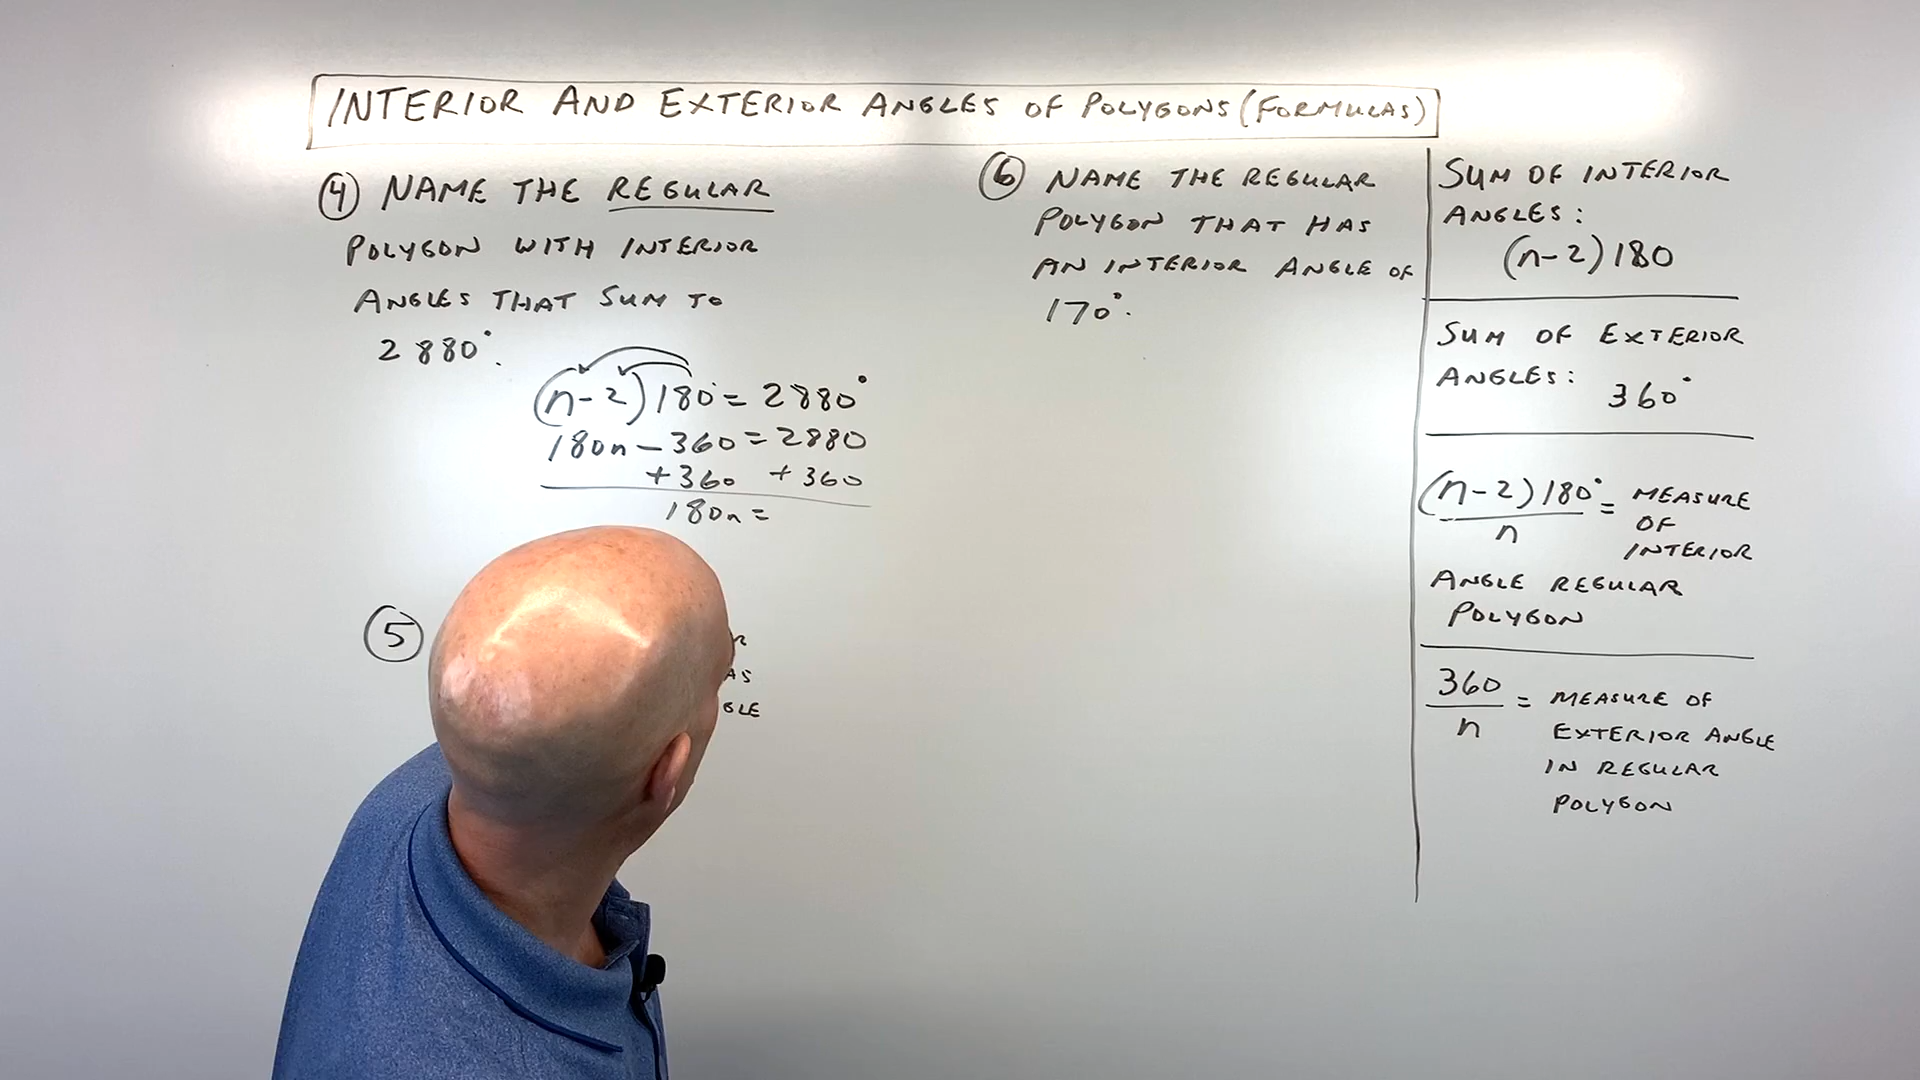 INTERIOR AND EXTERIOR ANGLES OF POLYGONS (FORMULAS)
④ NAME THE REGULAR
POLYGON WITH INTERIOR
ANGLES THAT SUM TO
2880°.
(n-2)180° = 2880°
180n - 360 = 2880
+360 +360
180n =
⑤
⑥ NAME THE REGULAR
POLYGON THAT HAS
AN INTERIOR ANGLE OF
170°.
SUM OF INTERIOR
ANGLES:
(n-2)180
SUM OF EXTERIOR
ANGLES: 360°
(n-2)180° = MEASURE
n
OF
INTERIOR
ANGLE REGULAR
POLYGON
360
n
= MEASURE OF
EXTERIOR ANGLE
IN REGULAR
POLYGON